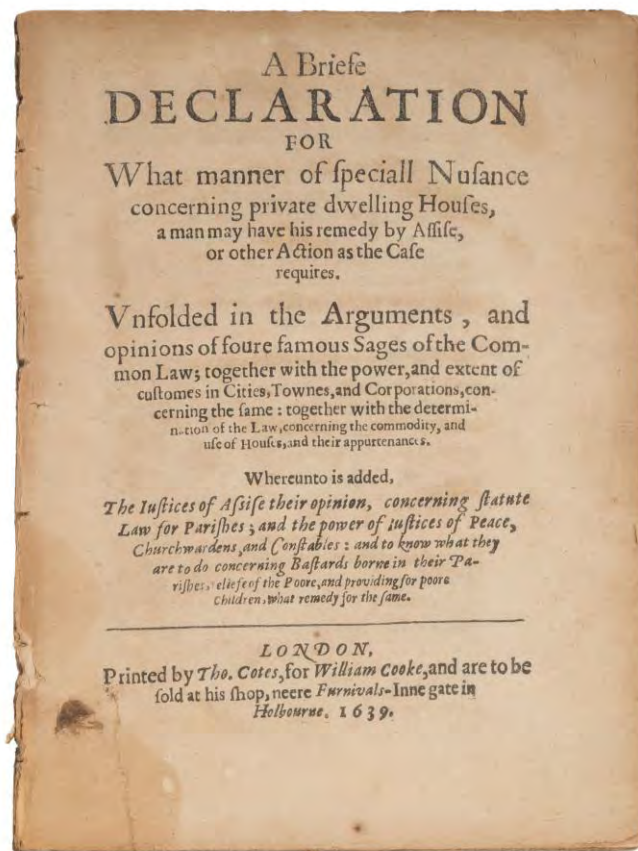 A Briefe
DECLARATION
FOR
What manner of ſpeciall Nuſance
concerning private dwelling Houſes,
a man may have his remedy by Aſſiſe,
or other Action as the Caſe
requires.
Vnfolded in the Arguments, and
opinions of foure famous Sages of the Com-
mon Law; together with the power, and extent of
cuſtomes in Cities, Townes, and Corporations, con-
cerning the ſame: together with the determi-
nation of the Law, concerning the commodity, and
uſe of Houſes, and their appurtenances.
Whereunto is added,
The Iuſtices of Aſſiſe their opinion, concerning ſtatute
Law for Pariſhes; and the power of Iuſtices of Peace,
Churchwardens, and Conſtables: and to know what they
are to do concerning Baſtards borne in their Pa-
riſhes, eliefe of the Poore, and providing for poore
Children, what remedy for the ſame.
LONDON,
Printed by Tho. Cotes, for William Cooke, and are to be
ſold at his ſhop, neere Furnivals-Inne gate in
Holbourne. 1639.